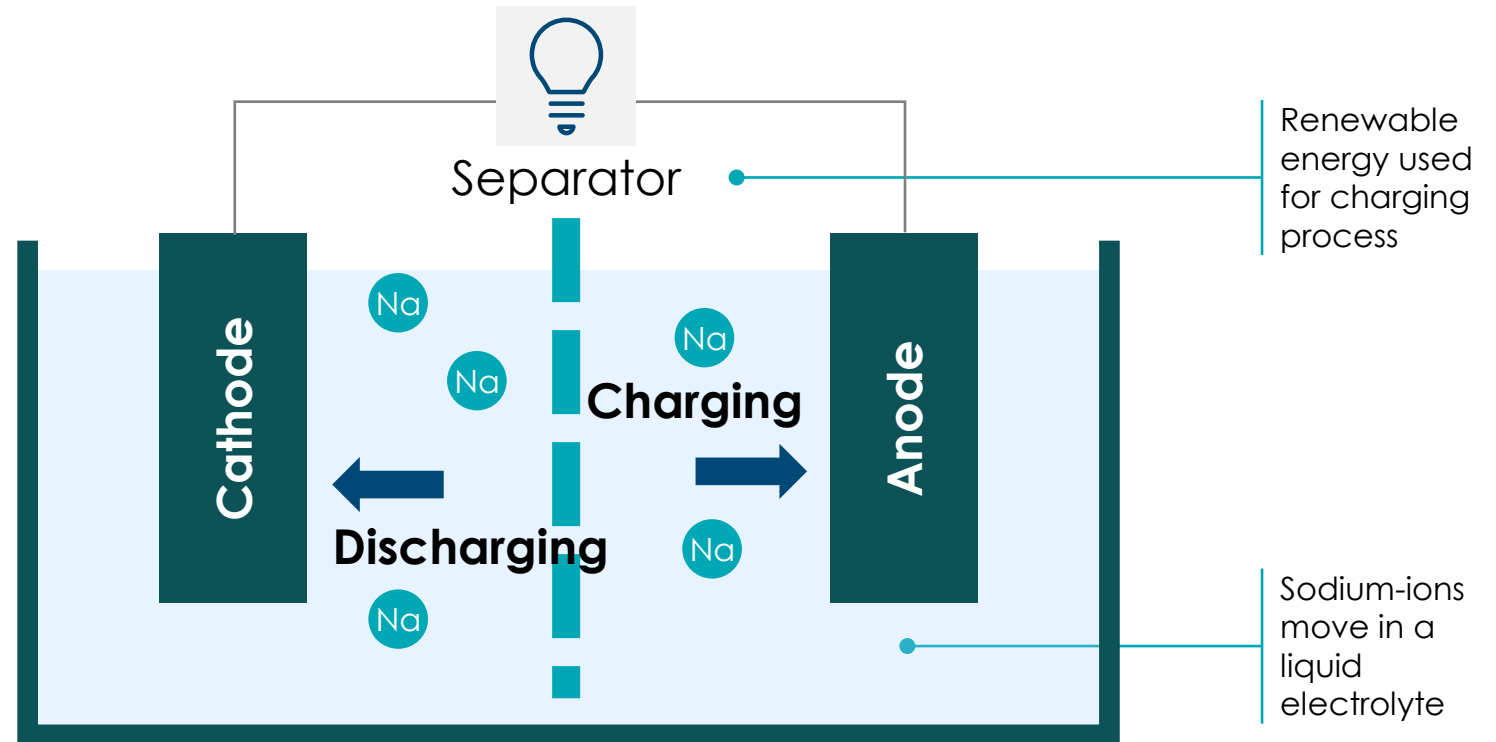 Renewable
energy used
for charging
process
Separator
Na
Na
Na
Charging
Cathode
Anode
Discharging
Na
Na
Sodium-ions
move in a
liquid
electrolyte